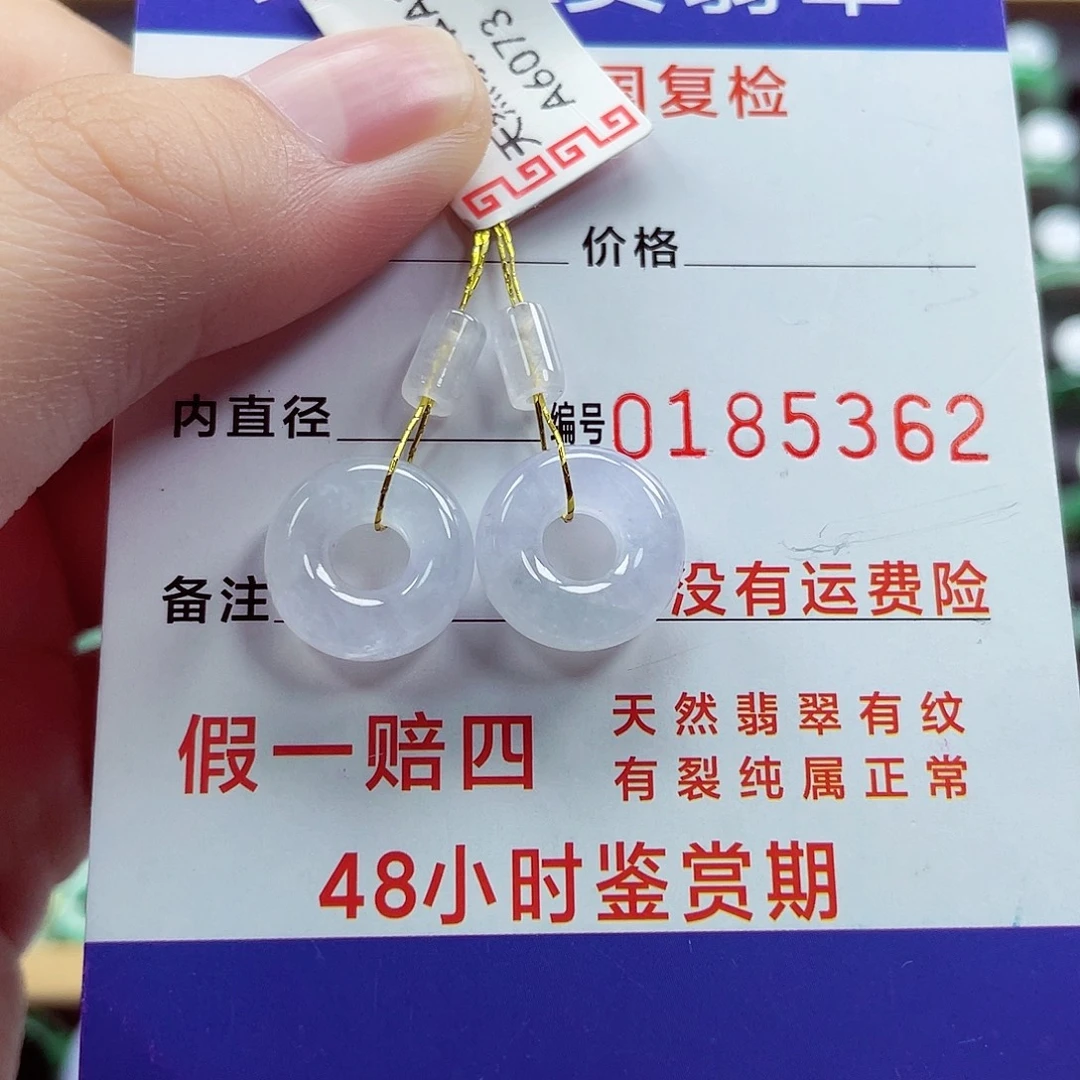 国复检
A6073
天然
价格
内直径
编号0185362
备注
没有运费险
假一赔四
天然翡翠有纹
有裂纯属正常
48小时鉴赏期